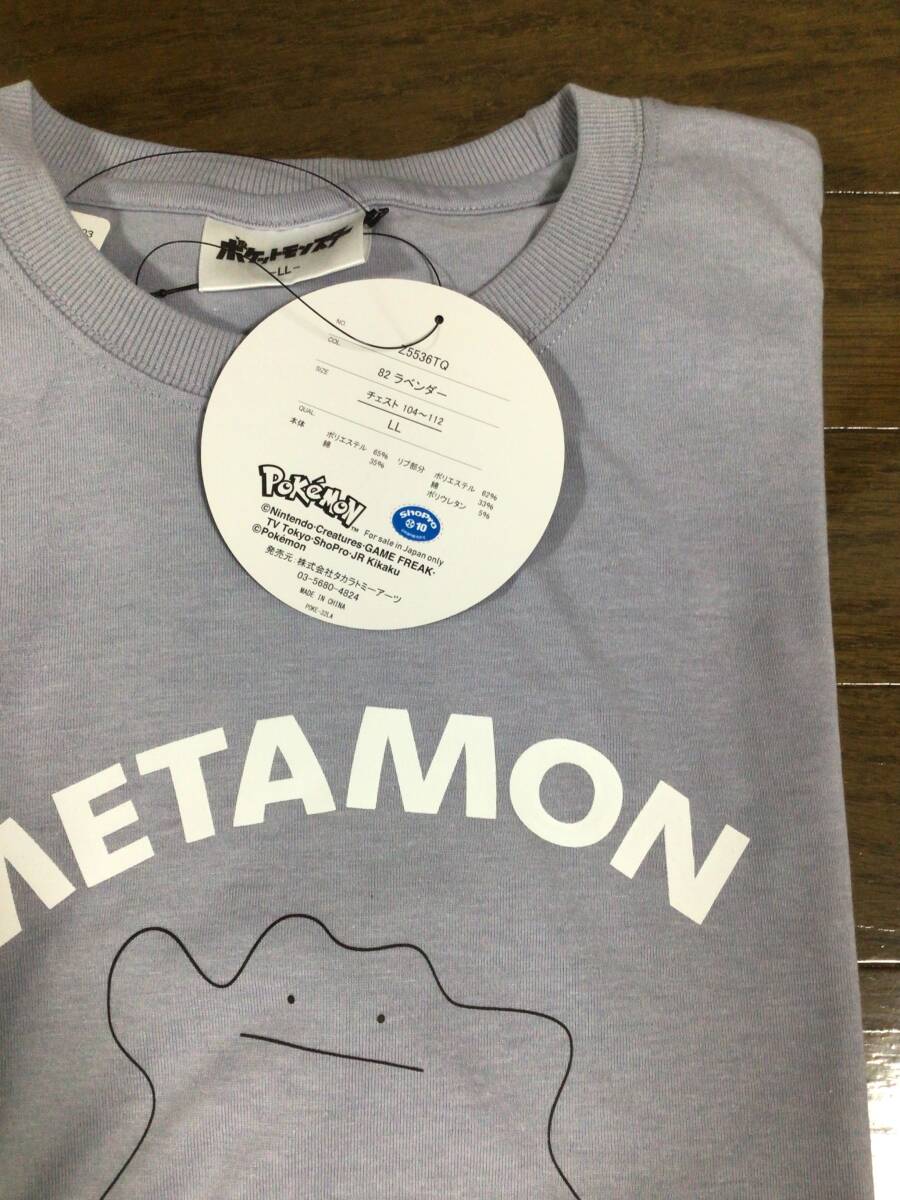 ポケットモンスター
-LL-
03
NO. Z5536TQ
COL. 82 ラベンダー
SIZE チェスト 104～112
LL
QUAL.
本体 ポリエステル 65% リブ部分 ポリエステル 62%
綿 35% 綿 33%
ポリウレタン 5%
POKéMON™
For sale in Japan only
ShoPro
10
©Nintendo・Creatures・GAME FREAK・
TV Tokyo・ShoPro・JR Kikaku
©Pokémon
発売元：株式会社タカラトミーアーツ
03-5680-4824
MADE IN CHINA
POKE-32LA
METAMON